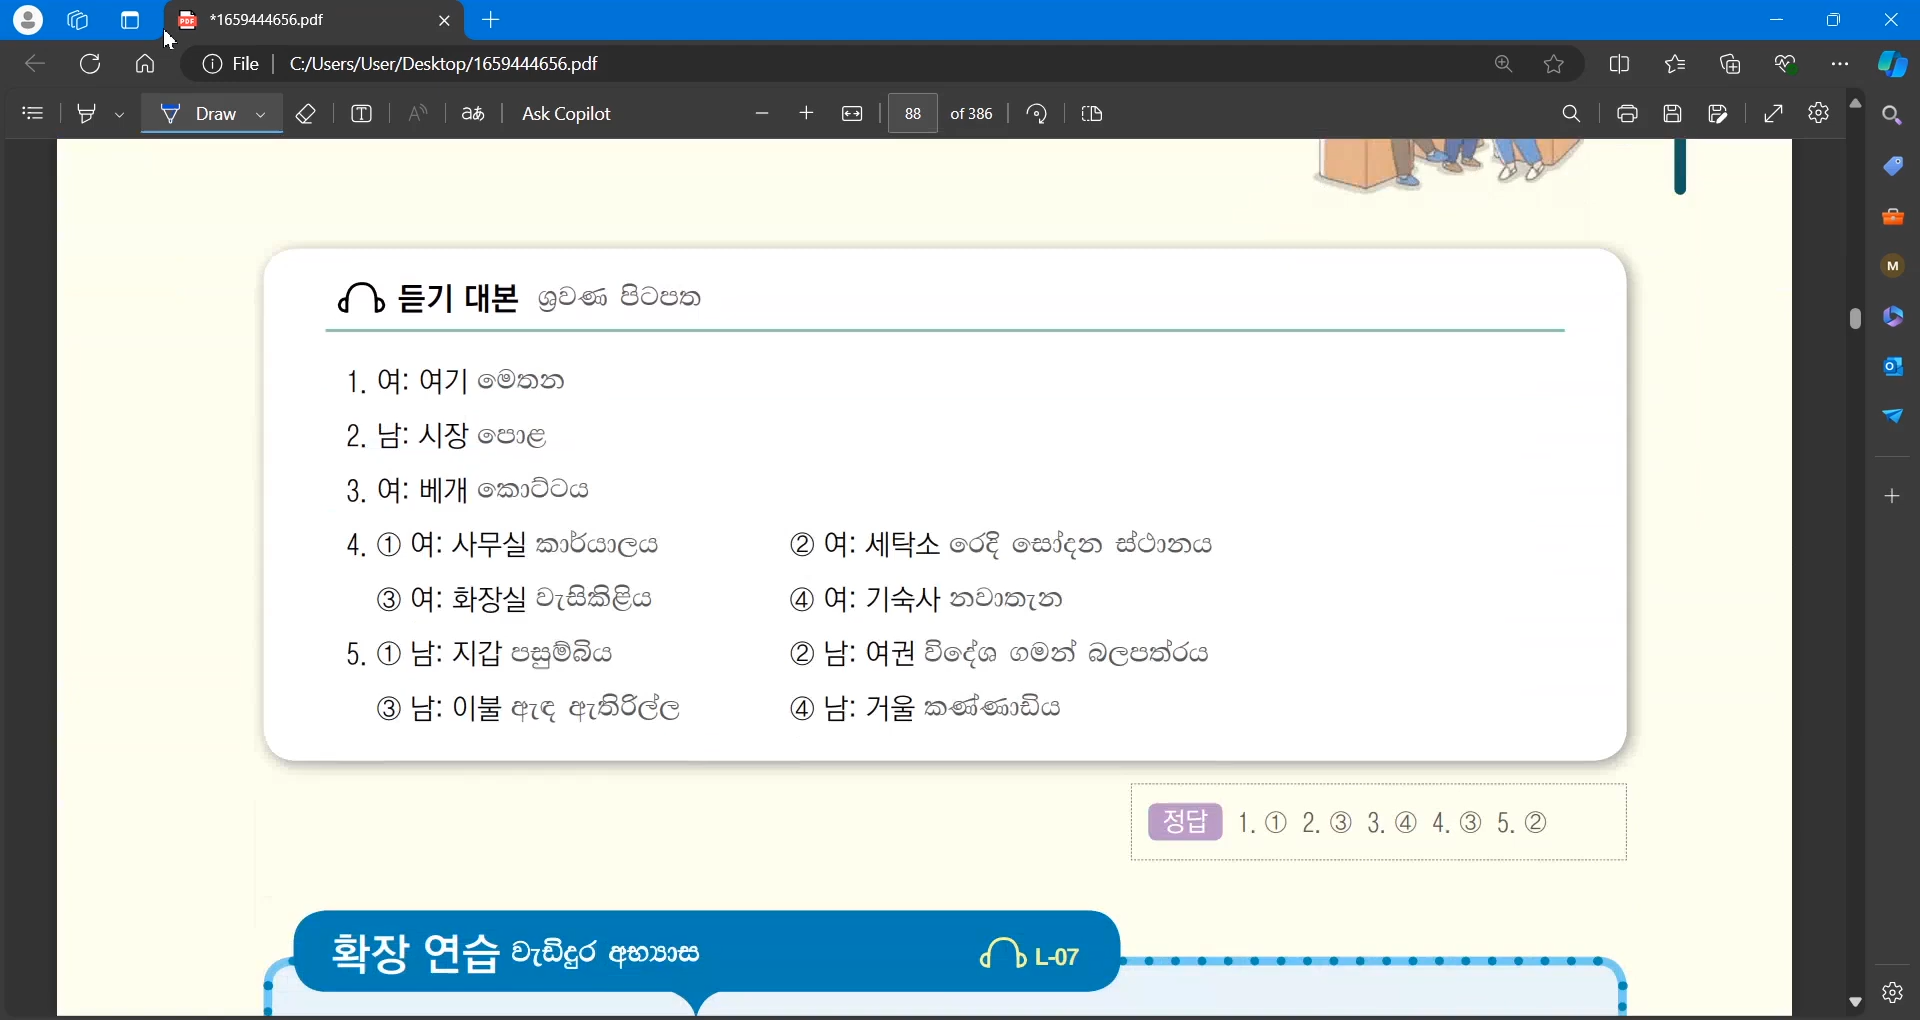 *1659444656.pdf
File C:/Users/User/Desktop/1659444656.pdf
Draw aあ Ask Copilot 88 of 386
M
듣기 대본 ශ්‍රවණ පිටපත
1. 여: 여기 මෙතන
2. 남: 시장 පොළ
3. 여: 베개 කොට්ටය
4. ① 여: 사무실 කාර්යාලය ② 여: 세탁소 රෙදි සෝදන ස්ථානය
③ 여: 화장실 වැසිකිළිය ④ 여: 기숙사 නවාතැන
5. ① 남: 지갑 පසුම්බිය ② 남: 여권 විදේශ ගමන් බලපත්රය
③ 남: 이불 ඇඳ ඇතිරිල්ල ④ 남: 거울 කණ්ණාඩිය
정답 1. ① 2. ③ 3. ④ 4. ③ 5. ②
확장 연습 වැඩිදුර අභ්‍යාස L-07